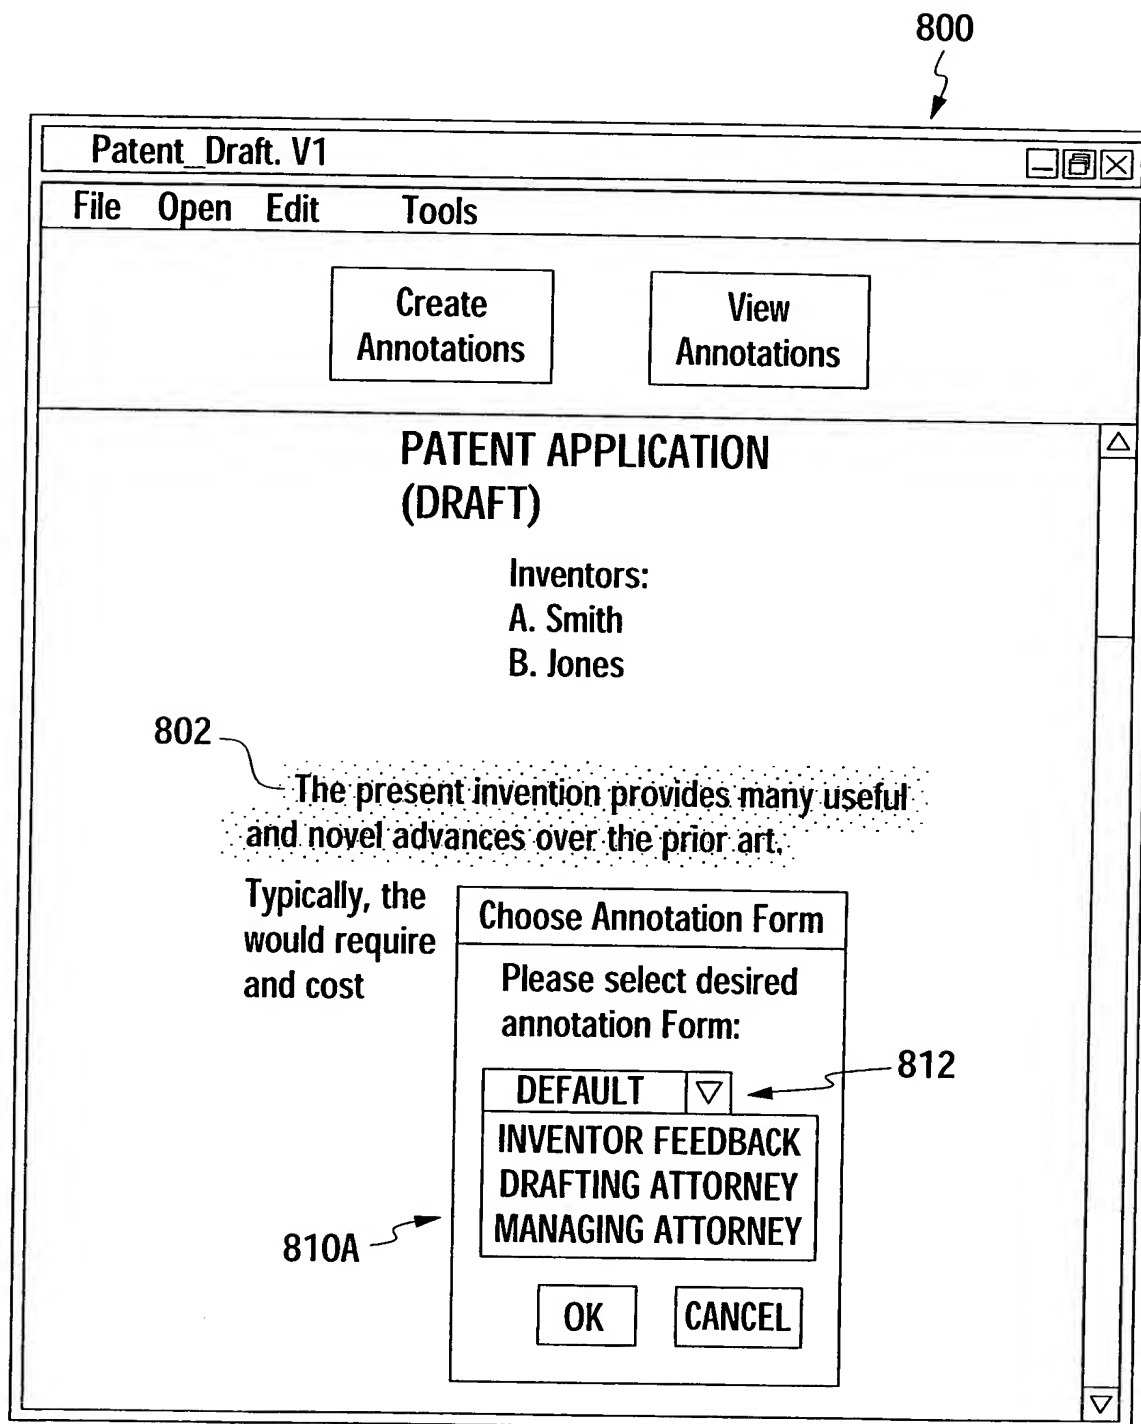 800
Patent_Draft. V1
File Open Edit Tools
Create
Annotations
View
Annotations
PATENT APPLICATION
(DRAFT)
Inventors:
A. Smith
B. Jones
802
The present invention provides many useful
and novel advances over the prior art.
Typically, the
would require
and cost
Choose Annotation Form
Please select desired
annotation Form:
DEFAULT
812
INVENTOR FEEDBACK
DRAFTING ATTORNEY
MANAGING ATTORNEY
810A
OK CANCEL